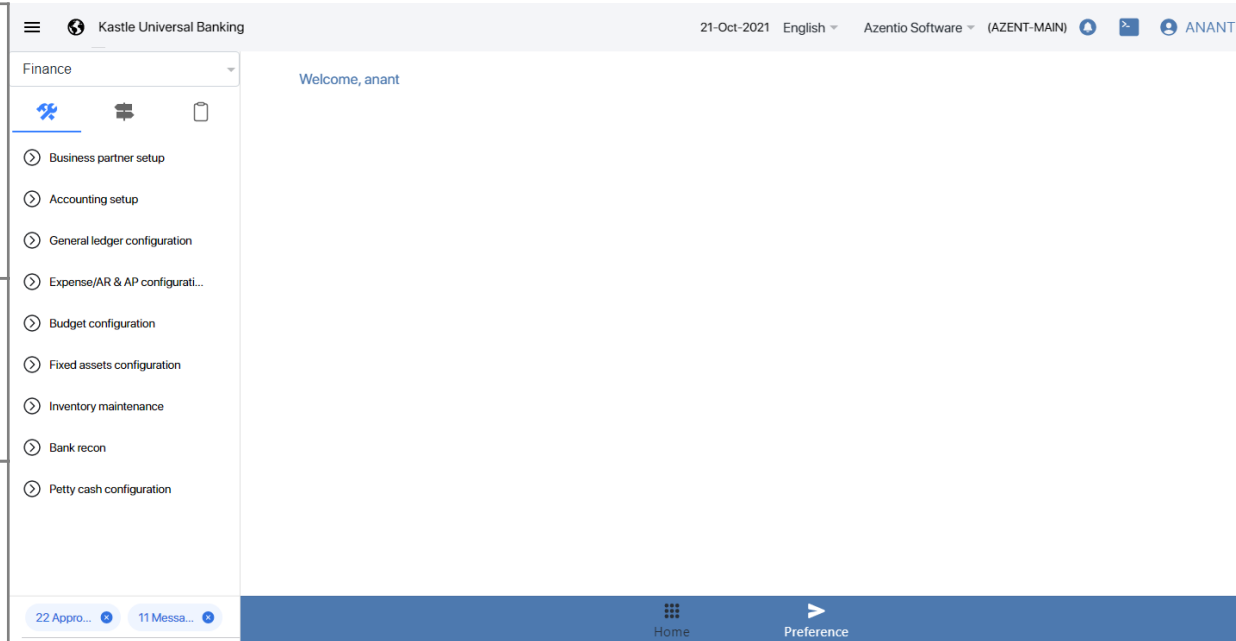 Kastle Universal Banking
21-Oct-2021 English Azentio Software (AZENT-MAIN) ANANT
Finance
Welcome, anant
Business partner setup
Accounting setup
General ledger configuration
Expense/AR & AP configurati...
Budget configuration
Fixed assets configuration
Inventory maintenance
Bank recon
Petty cash configuration
22 Appro... 11 Messa...
Home Preference